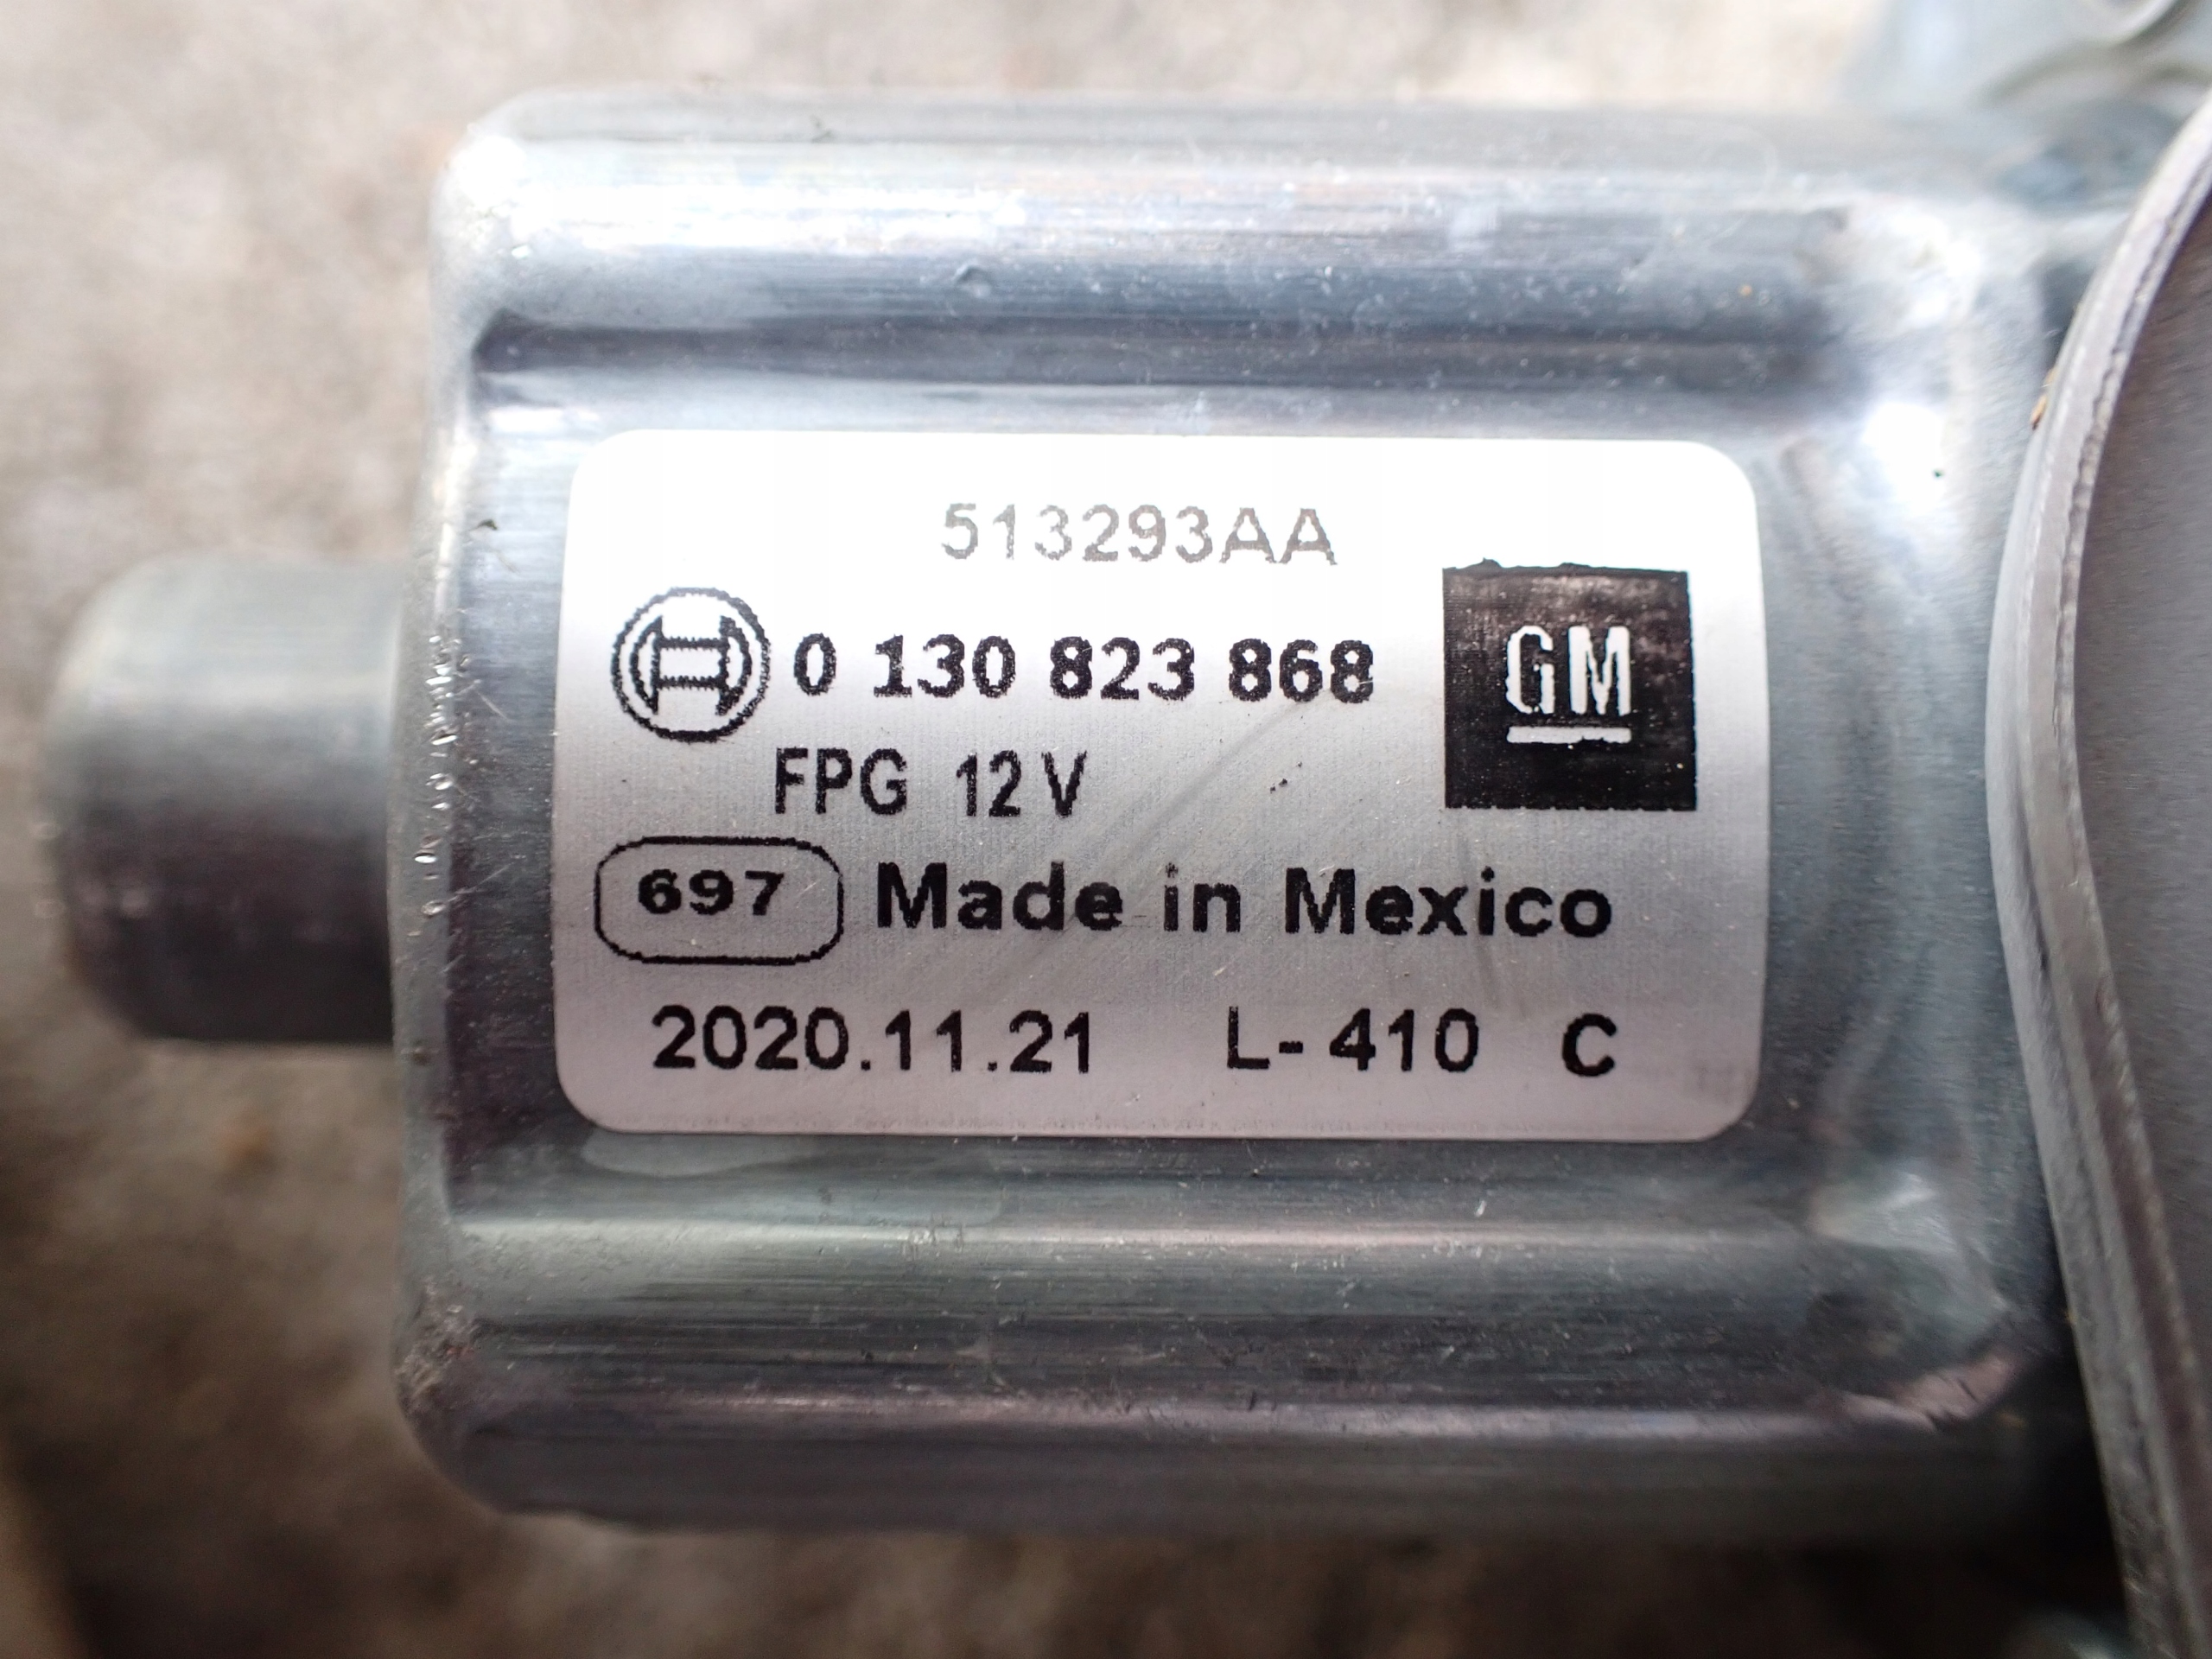 513293AA
0 130 823 868
GM
FPG 12 V
697 Made in Mexico
2020.11.21 L-410 C